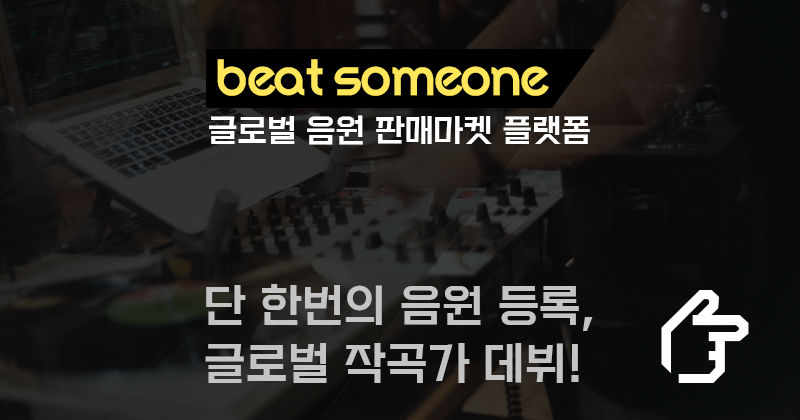 beat someone
글로벌 음원 판매마켓 플랫폼
단 한번의 음원 등록,
글로벌 작곡가 데뷔!